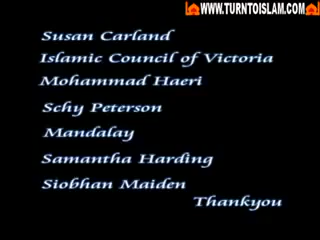 WWW.TURNTOISLAM.COM
Susan Carland
Islamic Council of Victoria
Mohammad Haeri
Schy Peterson
Mandalay
Samantha Harding
Siobhan Maiden
Thankyou